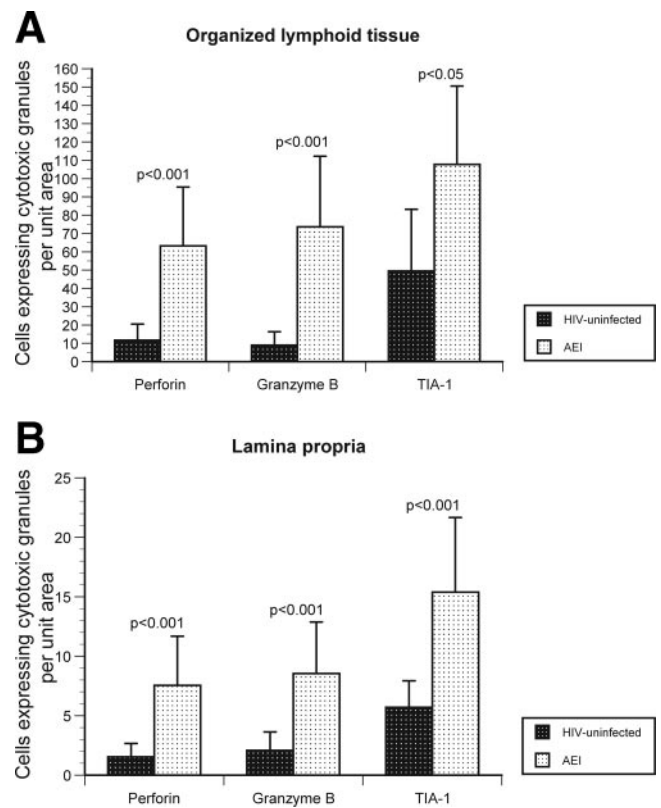 A
Organized lymphoid tissue
Cells expressing cytotoxic granules
per unit area
160
150
140
130
120
110
100
90
80
70
60
50
40
30
20
10
0
p<0.001
p<0.001
p<0.05
Perforin
Granzyme B
TIA-1
HIV-uninfected
AEI
B
Lamina propria
Cells expressing cytotoxic granules
per unit area
25
20
15
10
5
0
p<0.001
p<0.001
p<0.001
Perforin
Granzyme B
TIA-1
HIV-uninfected
AEI